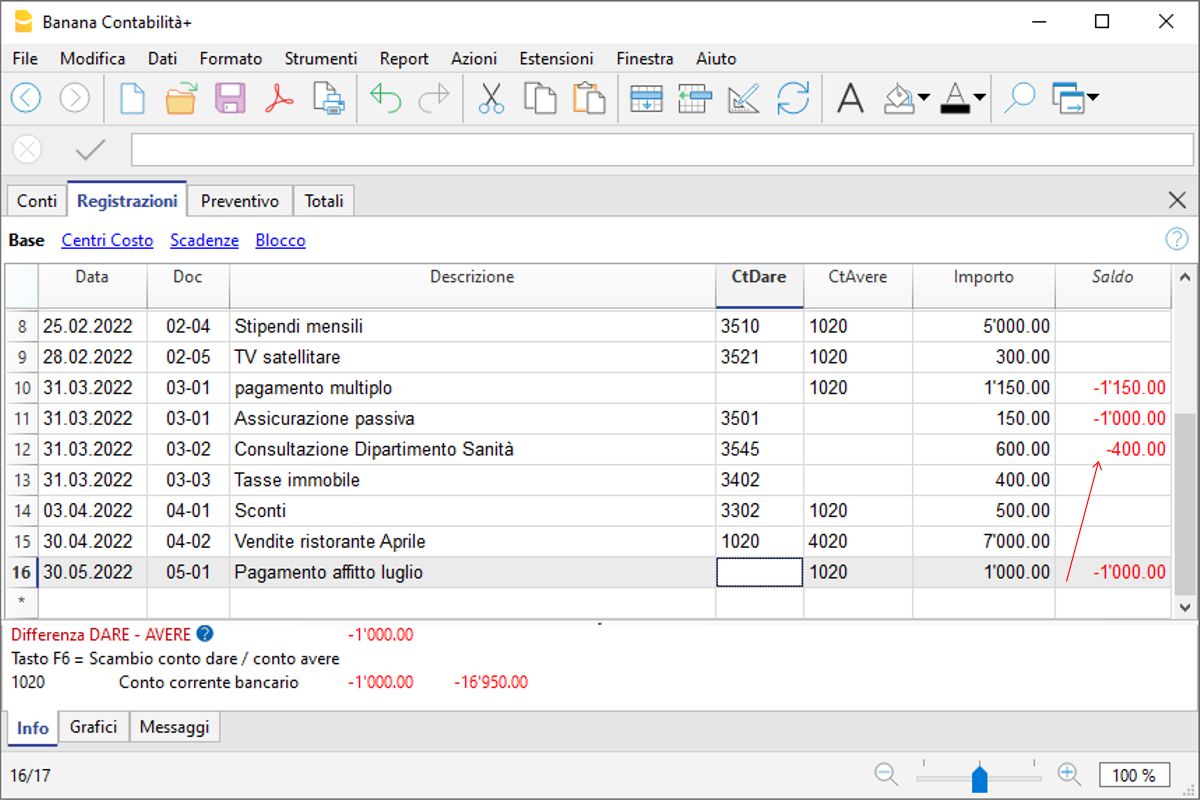 Banana Contabilità+
File Modifica Dati Formato Strumenti Report Azioni Estensioni Finestra Aiuto
Conti Registrazioni Preventivo Totali
Base Centri Costo Scadenze Blocco
Data Doc Descrizione CtDare CtAvere Importo Saldo
8 25.02.2022 02-04 Stipendi mensili 3510 1020 5'000.00
9 28.02.2022 02-05 TV satellitare 3521 1020 300.00
10 31.03.2022 03-01 pagamento multiplo 1020 1'150.00 -1'150.00
11 31.03.2022 03-01 Assicurazione passiva 3501 150.00 -1'000.00
12 31.03.2022 03-02 Consultazione Dipartimento Sanità 3545 600.00 -400.00
13 31.03.2022 03-03 Tasse immobile 3402 400.00
14 03.04.2022 04-01 Sconti 3302 1020 500.00
15 30.04.2022 04-02 Vendite ristorante Aprile 1020 4020 7'000.00
16 30.05.2022 05-01 Pagamento affitto luglio 1020 1'000.00 -1'000.00
*
Differenza DARE - AVERE ? -1'000.00
Tasto F6 = Scambio conto dare / conto avere
1020 Conto corrente bancario -1'000.00 -16'950.00
Info Grafici Messaggi
16/17 100 %